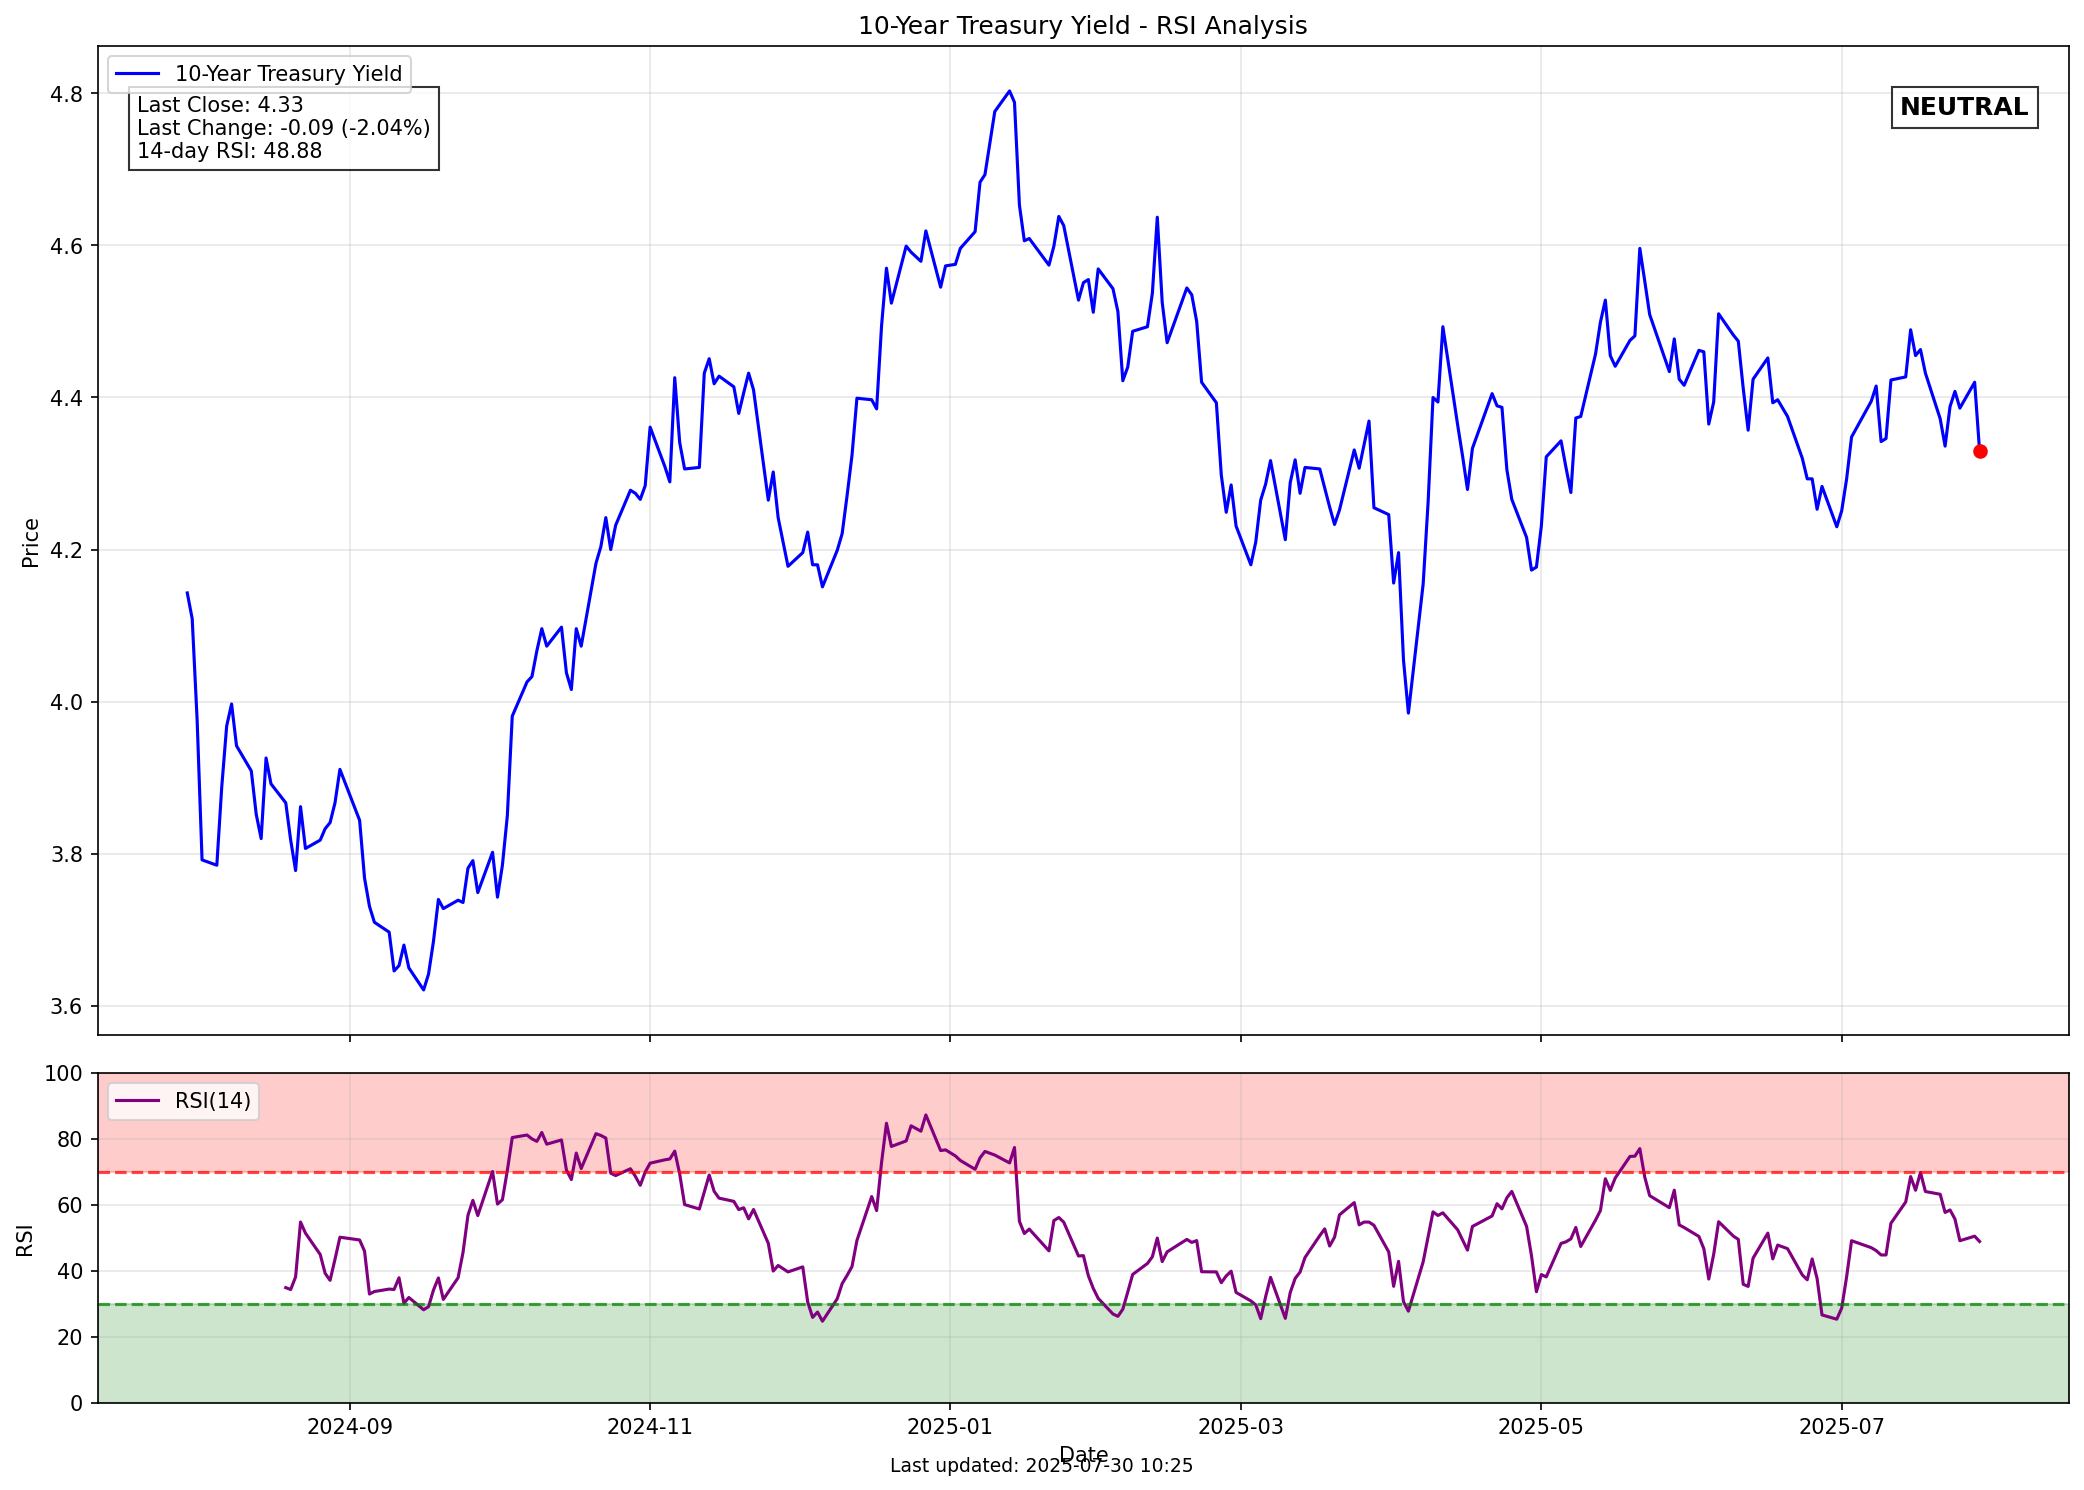 10-Year Treasury Yield - RSI Analysis
10-Year Treasury Yield
Last Close: 4.33
Last Change: -0.09 (-2.04%)
14-day RSI: 48.88
NEUTRAL
Price
4.8
4.6
4.4
4.2
4.0
3.8
3.6
RSI(14)
RSI
100
80
60
40
20
0
2024-09 2024-11 2025-01 2025-03 2025-05 2025-07
Date
Last updated: 2025-07-30 10:25